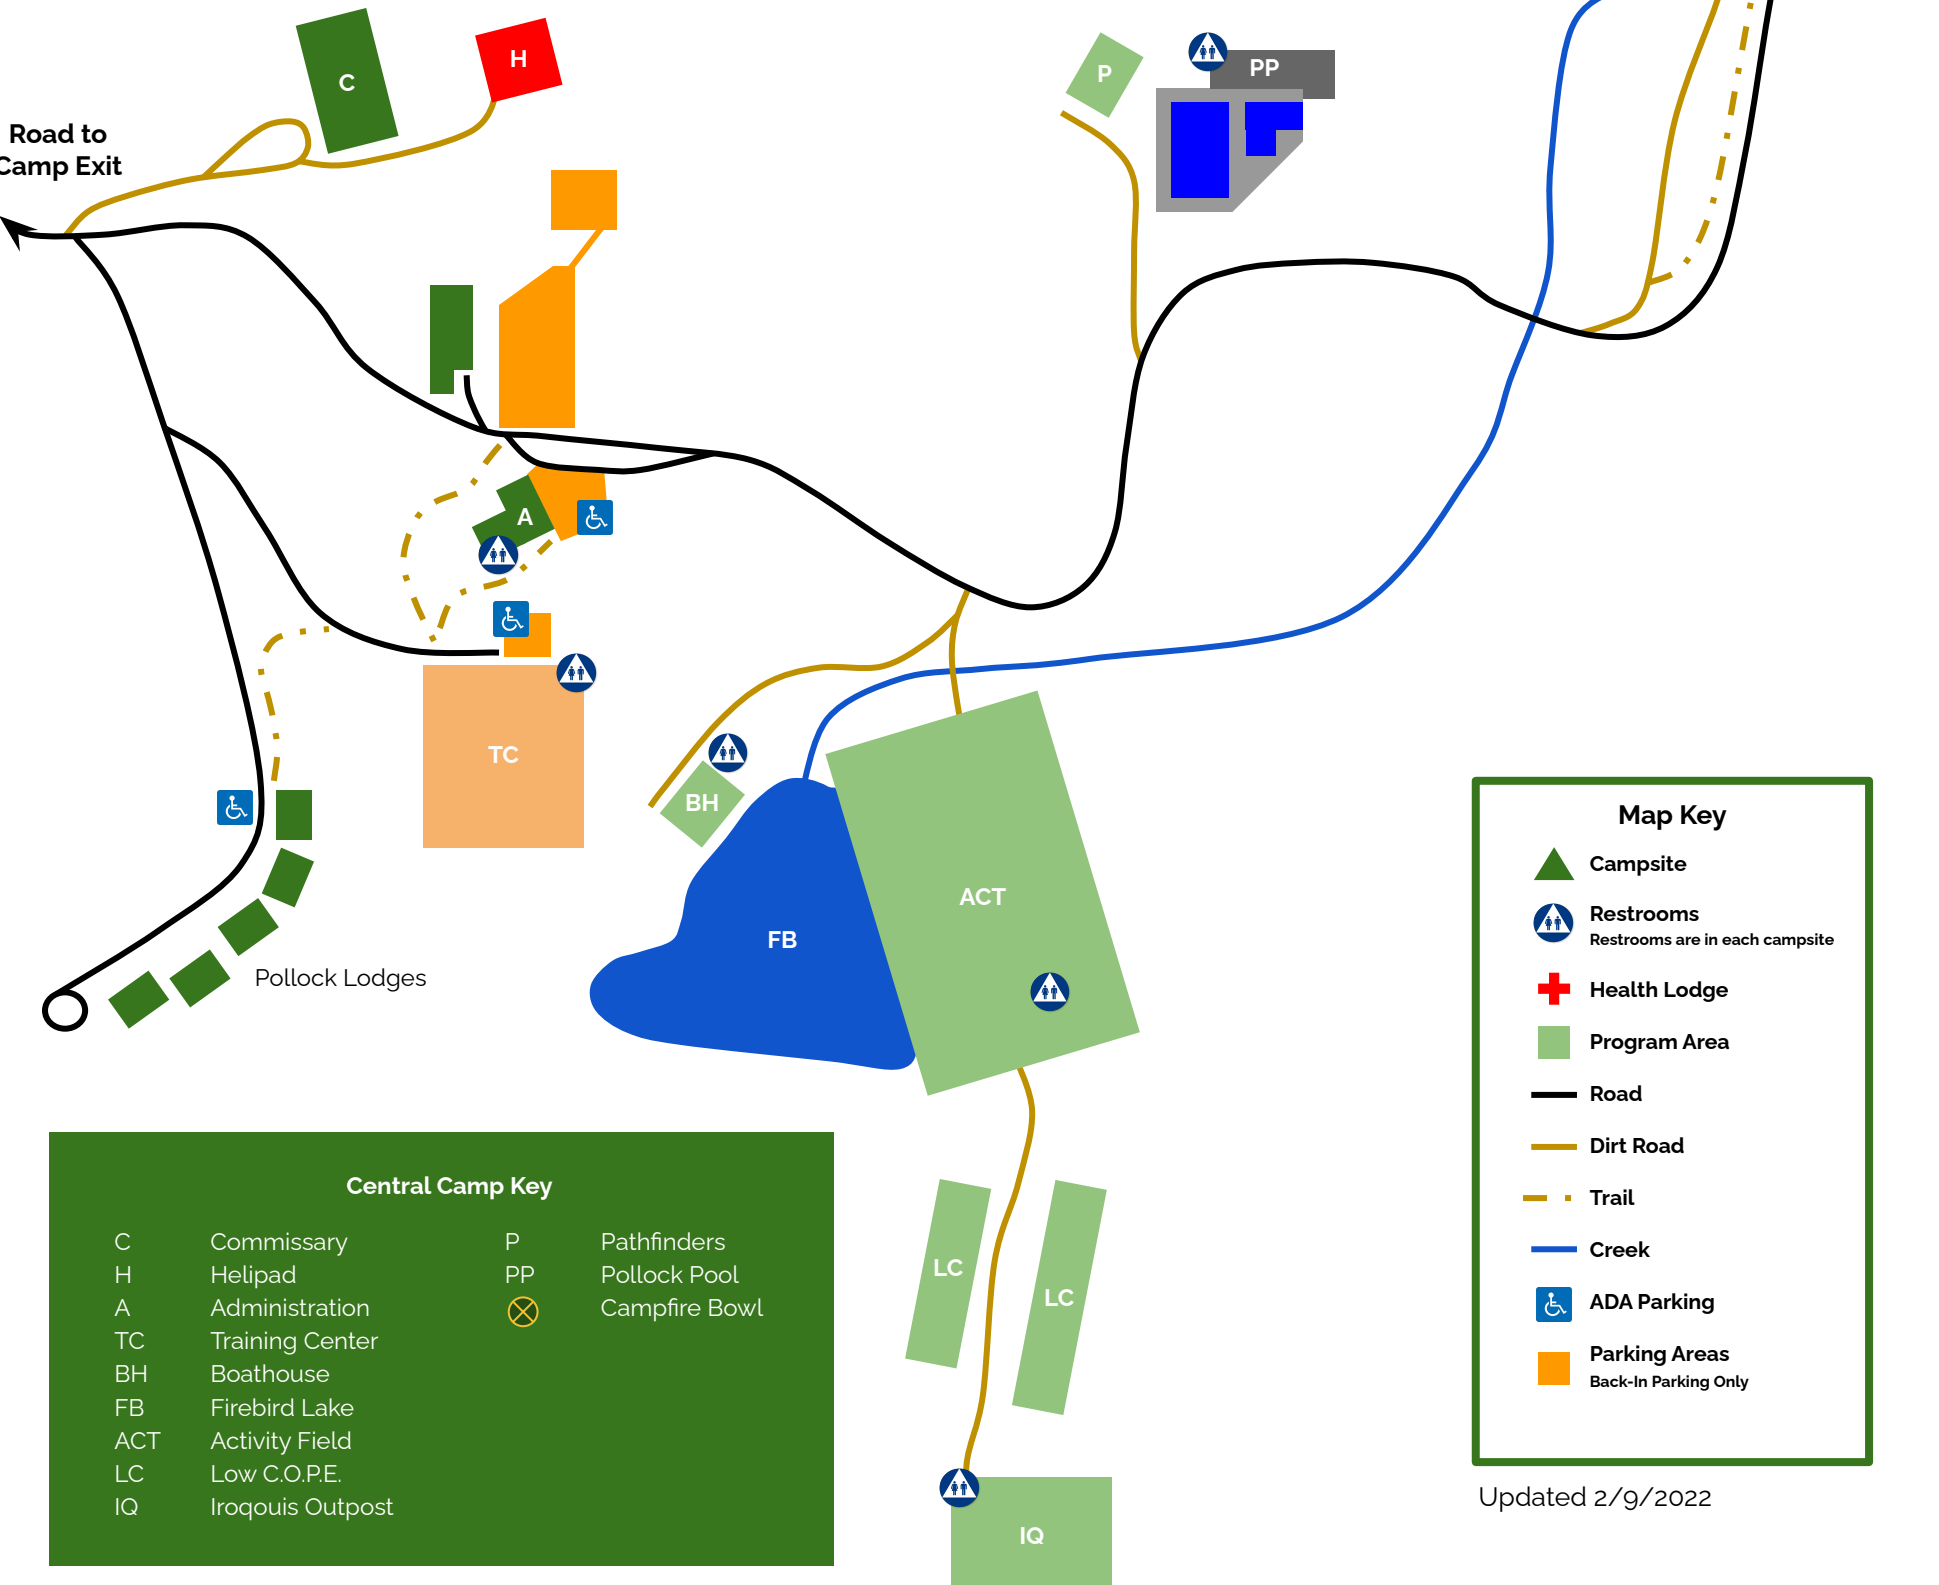 C
H
P
PP
Road to
Camp Exit
A
TC
BH
ACT
FB
Pollock Lodges
LC
LC
IQ
Central Camp Key
C Commissary
H Helipad
A Administration
TC Training Center
BH Boathouse
FB Firebird Lake
ACT Activity Field
LC Low C.O.P.E.
IQ Iroqouis Outpost
P Pathfinders
PP Pollock Pool
Campfire Bowl
Map Key
Campsite
Restrooms
Restrooms are in each campsite
Health Lodge
Program Area
Road
Dirt Road
Trail
Creek
ADA Parking
Parking Areas
Back-In Parking Only
Updated 2/9/2022